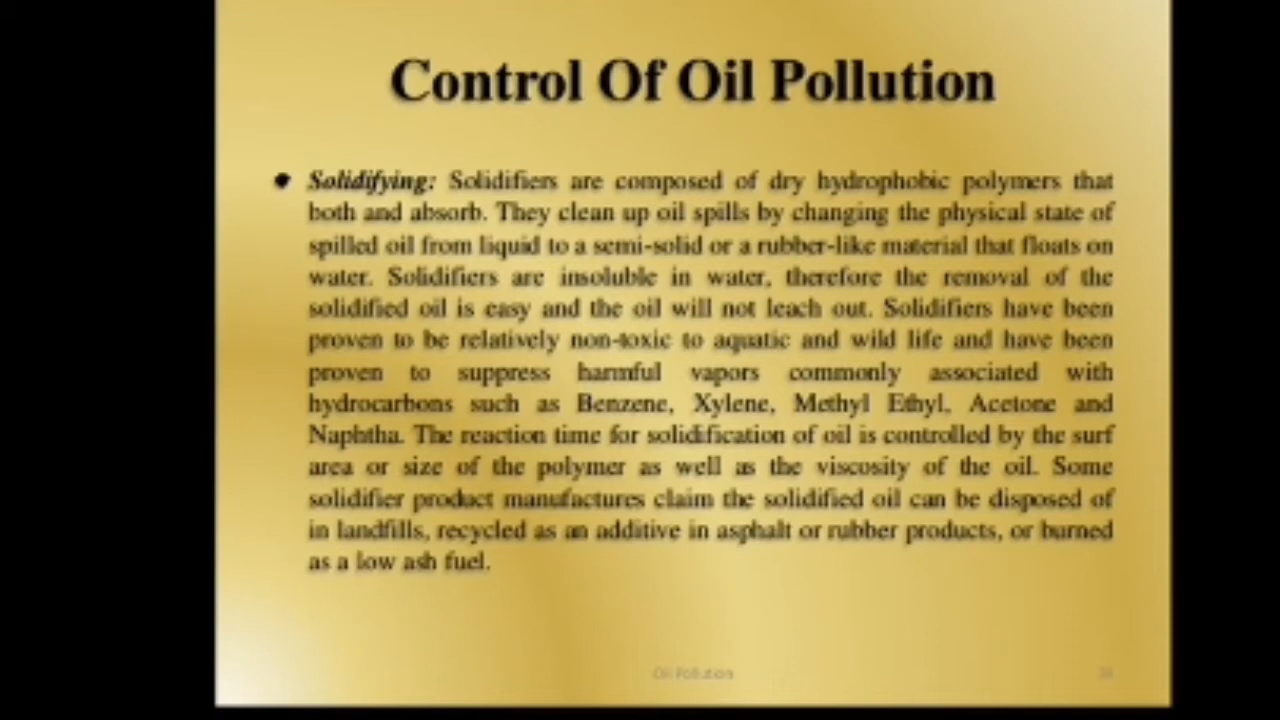 Control Of Oil Pollution
• Solidifying: Solidifiers are composed of dry hydrophobic polymers that
both and absorb. They clean up oil spills by changing the physical state of
spilled oil from liquid to a semi-solid or a rubber-like material that floats on
water. Solidifiers are insoluble in water, therefore the removal of the
solidified oil is easy and the oil will not leach out. Solidifiers have been
proven to be relatively non-toxic to aquatic and wild life and have been
proven to suppress harmful vapors commonly associated with
hydrocarbons such as Benzene, Xylene, Methyl Ethyl, Acetone and
Naphtha. The reaction time for solidification of oil is controlled by the surf
area or size of the polymer as well as the viscosity of the oil. Some
solidifier product manufactures claim the solidified oil can be disposed of
in landfills, recycled as an additive in asphalt or rubber products, or burned
as a low ash fuel.
Oil Pollution